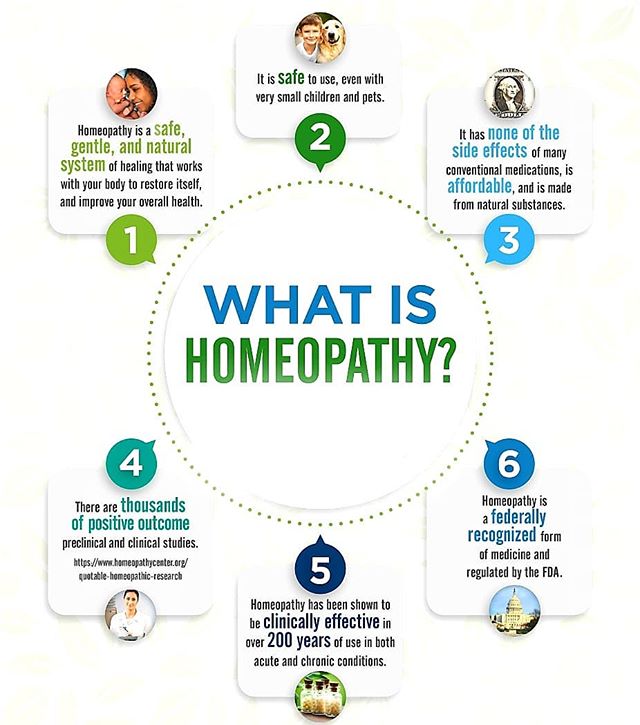 WHAT IS
HOMEOPATHY?
Homeopathy is a safe,
gentle, and natural
system of healing that works
with your body to restore itself,
and improve your overall health.
1
It is safe to use, even with
very small children and pets.
2
It has none of the
side effects of many
conventional medications, is
affordable, and is made
from natural substances.
3
4
There are thousands
of positive outcome
preclinical and clinical studies.
https://www.homeopathycenter.org/
quotable-homeopathic-research
5
Homeopathy has been shown to
be clinically effective in
over 200 years of use in both
acute and chronic conditions.
6
Homeopathy is
a federally
recognized form
of medicine and
regulated by the FDA.